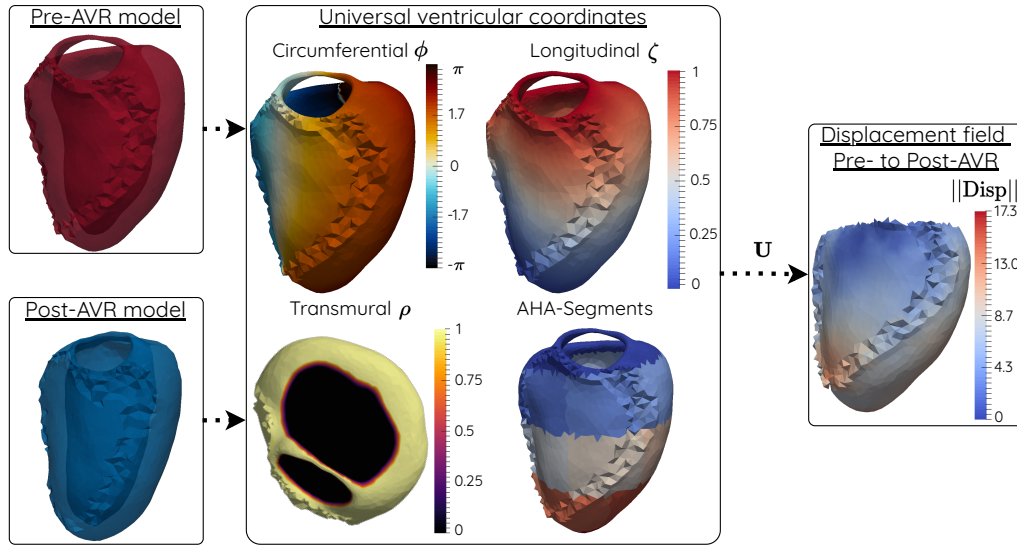 Pre-AVR model
Universal ventricular coordinates
Circumferential ϕ
Longitudinal ζ
π
1.7
0
-1.7
-π
1
0.75
0.5
0.25
0
Post-AVR model
Transmural ρ
AHA-Segments
1
0.75
0.5
0.25
0
U
Displacement field
Pre- to Post-AVR
||Disp||
17.3
13.0
8.7
4.3
0